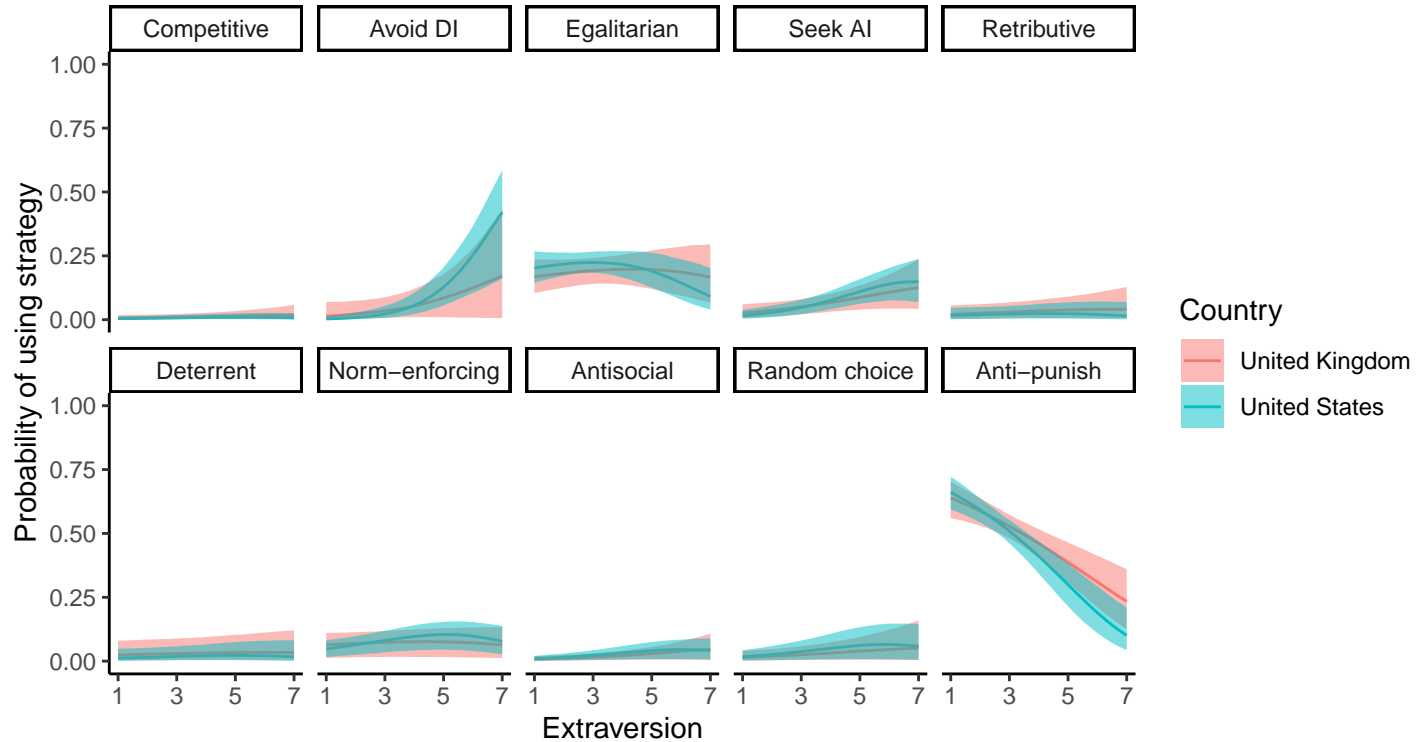 Competitive Avoid DI Egalitarian Seek AI Retributive
1.00
0.75
0.50
0.25
0.00
Deterrent Norm−enforcing Antisocial Random choice Anti−punish
1.00
0.75
0.50
0.25
0.00
1 3 5 7 1 3 5 7 1 3 5 7 1 3 5 7 1 3 5 7
Extraversion
Probability of using strategy
Country
United Kingdom
United States